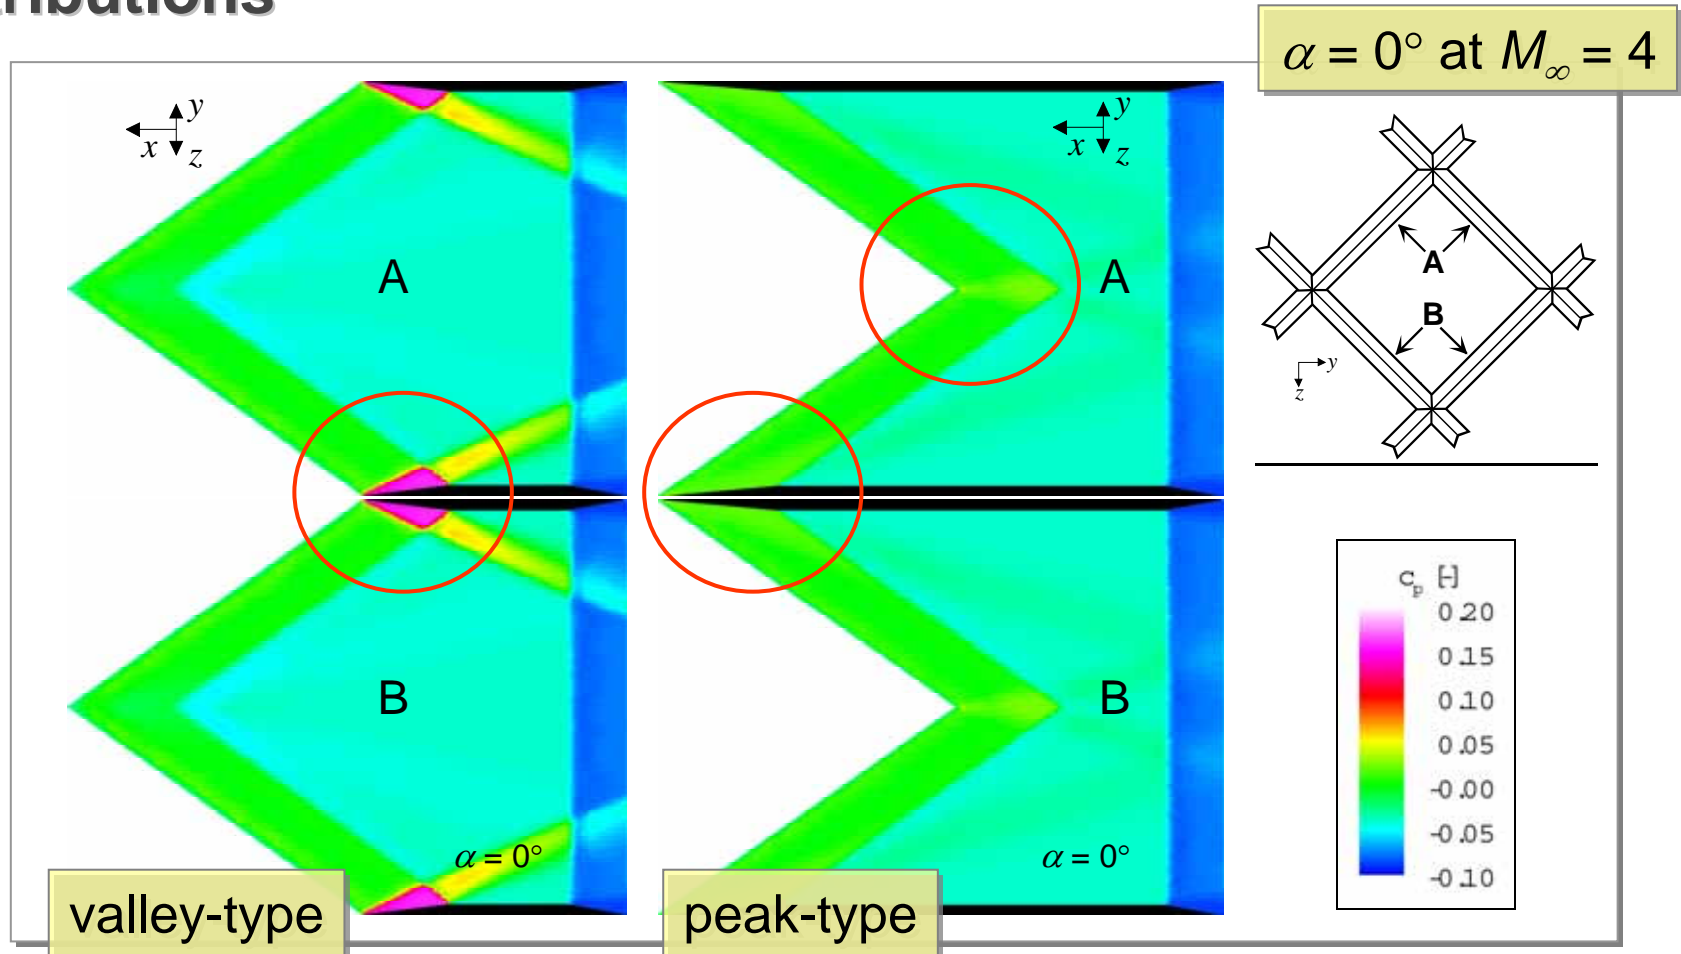 α = 0° at M∞ = 4
y
x
z
y
x
z
A
A
A
B
y
z
B
B
α = 0°
α = 0°
valley-type
peak-type
cp [-]
0.20
0.15
0.10
0.05
-0.00
-0.05
-0.10